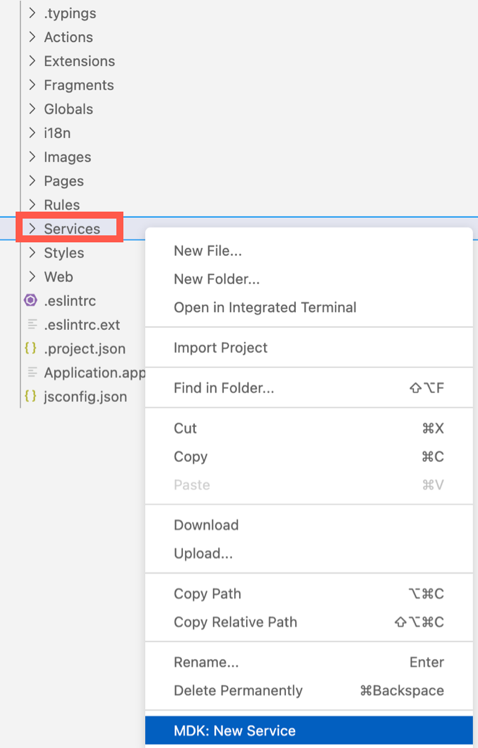 .typings
Actions
Extensions
Fragments
Globals
i18n
Images
Pages
Rules
Services
Styles
Web
.eslintrc
.eslintrc.ext
{} .project.json
Application.app
{} jsconfig.json
New File...
New Folder...
Open in Integrated Terminal
Import Project
Find in Folder... ⇧⌥F
Cut ⌘X
Copy ⌘C
Paste ⌘V
Download
Upload...
Copy Path ⌥⌘C
Copy Relative Path ⇧⌥⌘C
Rename... Enter
Delete Permanently ⌘Backspace
MDK: New Service